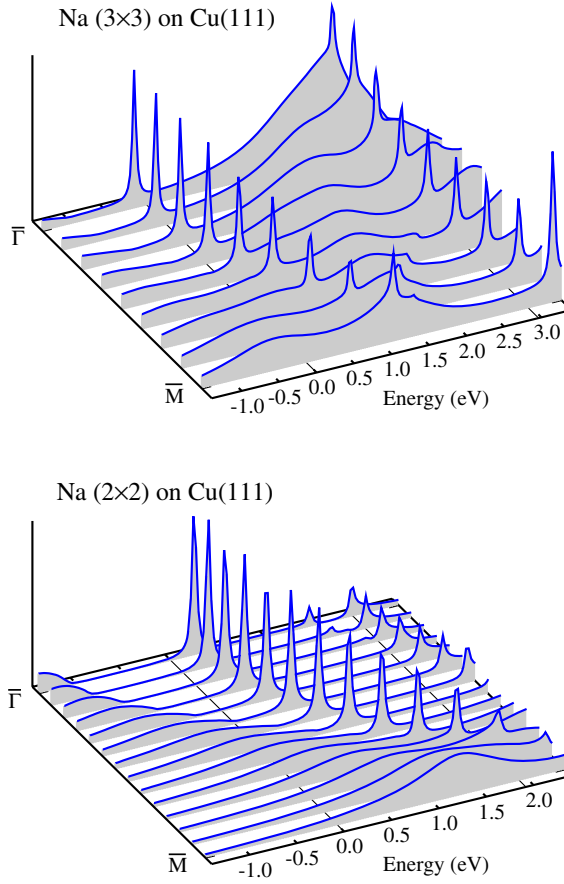 Na (3×3) on Cu(111)
Γ̅
M̅
-1.0 -0.5 0.0 0.5 1.0 1.5 2.0 2.5 3.0
Energy (eV)
Na (2×2) on Cu(111)
Γ̅
M̅
-1.0 -0.5 0.0 0.5 1.0 1.5 2.0
Energy (eV)